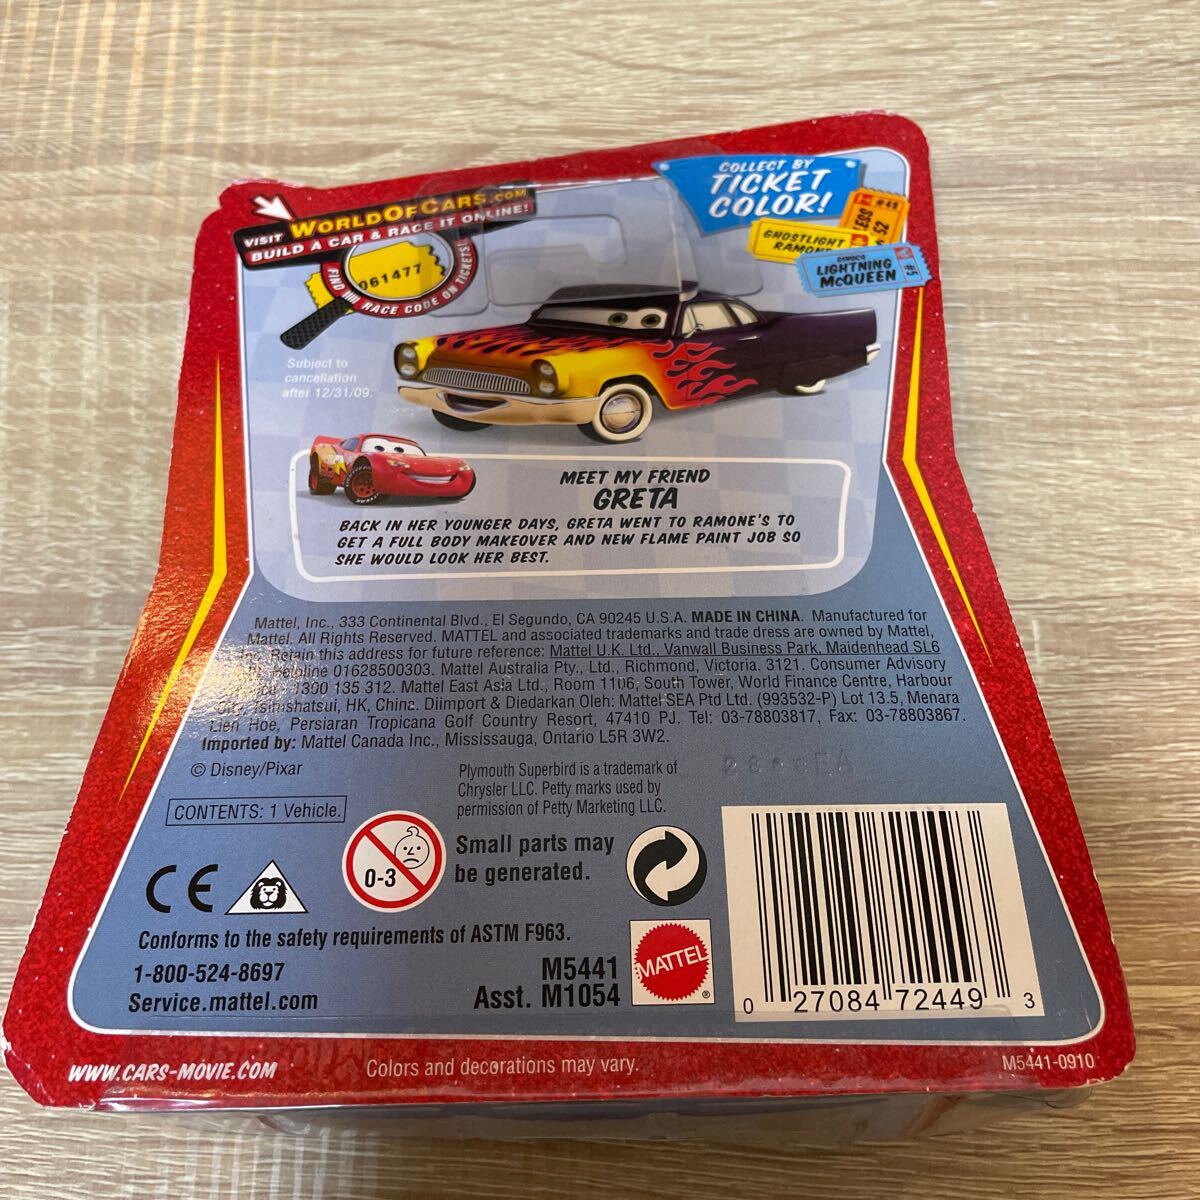 VISIT WORLDOFCARS.COM
BUILD A CAR & RACE IT ONLINE!
061477
FIND RACE CODE ON TICKETS!
Subject to
cancellation
after 12/31/09.
COLLECT BY
TICKET
COLOR!
#49
52
GHOSTLIGHT
RAMONE
DINOCO
LIGHTNING
McQUEEN
MEET MY FRIEND
GRETA
BACK IN HER YOUNGER DAYS, GRETA WENT TO RAMONE'S TO
GET A FULL BODY MAKEOVER AND NEW FLAME PAINT JOB SO
SHE WOULD LOOK HER BEST.
Mattel, Inc., 333 Continental Blvd., El Segundo, CA 90245 U.S.A. MADE IN CHINA. Manufactured for
Mattel. All Rights Reserved. MATTEL and associated trademarks and trade dress are owned by Mattel,
Inc. Retain this address for future reference: Mattel U.K. Ltd., Vanwall Business Park, Maidenhead SL6
Helpline 01628500303. Mattel Australia Pty., Ltd., Richmond, Victoria. 3121. Consumer Advisory
1300 135 312. Mattel East Asia Ltd., Room 1106, South Tower, World Finance Centre, Harbour
City, Tsimshatsui, HK, China. Diimport & Diedarkan Oleh: Mattel SEA Ptd Ltd. (993532-P) Lot 13.5, Menara
Lien Hoe, Persiaran Tropicana Golf Country Resort, 47410 PJ. Tel: 03-78803817, Fax: 03-78803867.
Imported by: Mattel Canada Inc., Mississauga, Ontario L5R 3W2.
© Disney/Pixar
Plymouth Superbird is a trademark of
Chrysler LLC. Petty marks used by
permission of Petty Marketing LLC.
CONTENTS: 1 Vehicle.
0-3
Small parts may
be generated.
CE
Conforms to the safety requirements of ASTM F963.
1-800-524-8697
Service.mattel.com
M5441
Asst. M1054
MATTEL
®
0 27084 72449 3
WWW.CARS-MOVIE.COM
Colors and decorations may vary.
M5441-0910